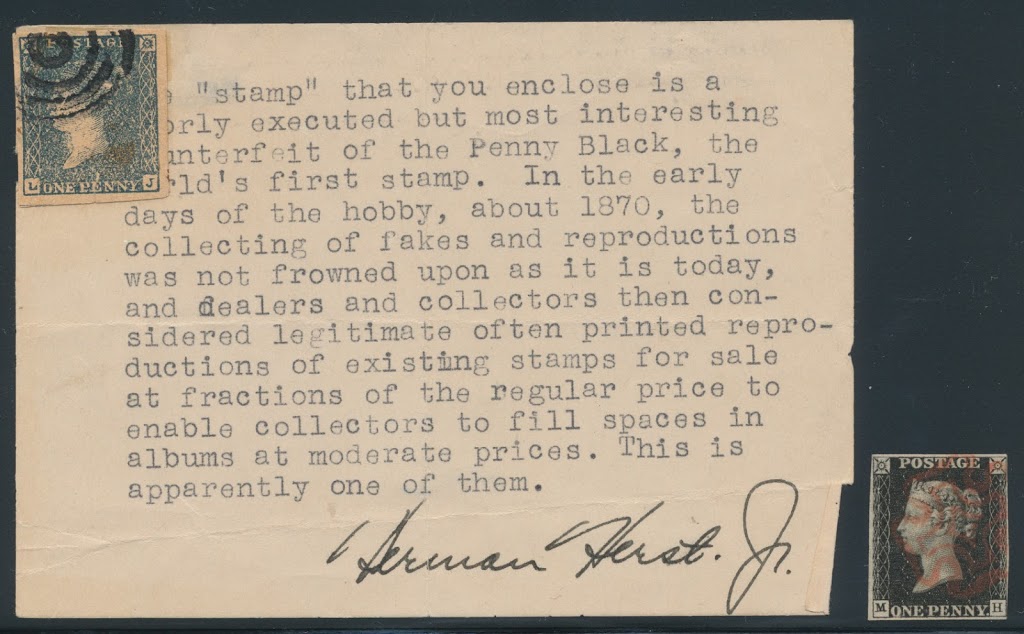 POSTAGE
L ONE PENNY J
e "stamp" that you enclose is a
orly executed but most interesting
unterfeit of the Penny Black, the
rld's first stamp. In the early
days of the hobby, about 1870, the
collecting of fakes and reproductions
was not frowned upon as it is today,
and dealers and collectors then con-
sidered legitimate often printed repro-
ductions of existing stamps for sale
at fractions of the regular price to
enable collectors to fill spaces in
albums at moderate prices. This is
apparently one of them.
Herman Herst. Jr.
POSTAGE
M ONE PENNY. H